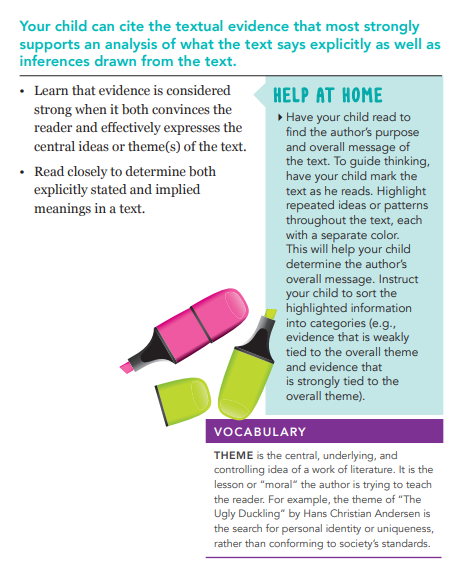 Your child can cite the textual evidence that most strongly
supports an analysis of what the text says explicitly as well as
inferences drawn from the text.
• Learn that evidence is considered
strong when it both convinces the
reader and effectively expresses the
central ideas or theme(s) of the text.
• Read closely to determine both
explicitly stated and implied
meanings in a text.
HELP AT HOME
Have your child read to
find the author's purpose
and overall message of
the text. To guide thinking,
have your child mark the
text as he reads. Highlight
repeated ideas or patterns
throughout the text, each
with a separate color.
This will help your child
determine the author's
overall message. Instruct
your child to sort the
highlighted information
into categories (e.g.,
evidence that is weakly
tied to the overall theme
and evidence that
is strongly tied to the
overall theme).
VOCABULARY
THEME is the central, underlying, and
controlling idea of a work of literature. It is the
lesson or "moral" the author is trying to teach
the reader. For example, the theme of "The
Ugly Duckling" by Hans Christian Andersen is
the search for personal identity or uniqueness,
rather than conforming to society's standards.